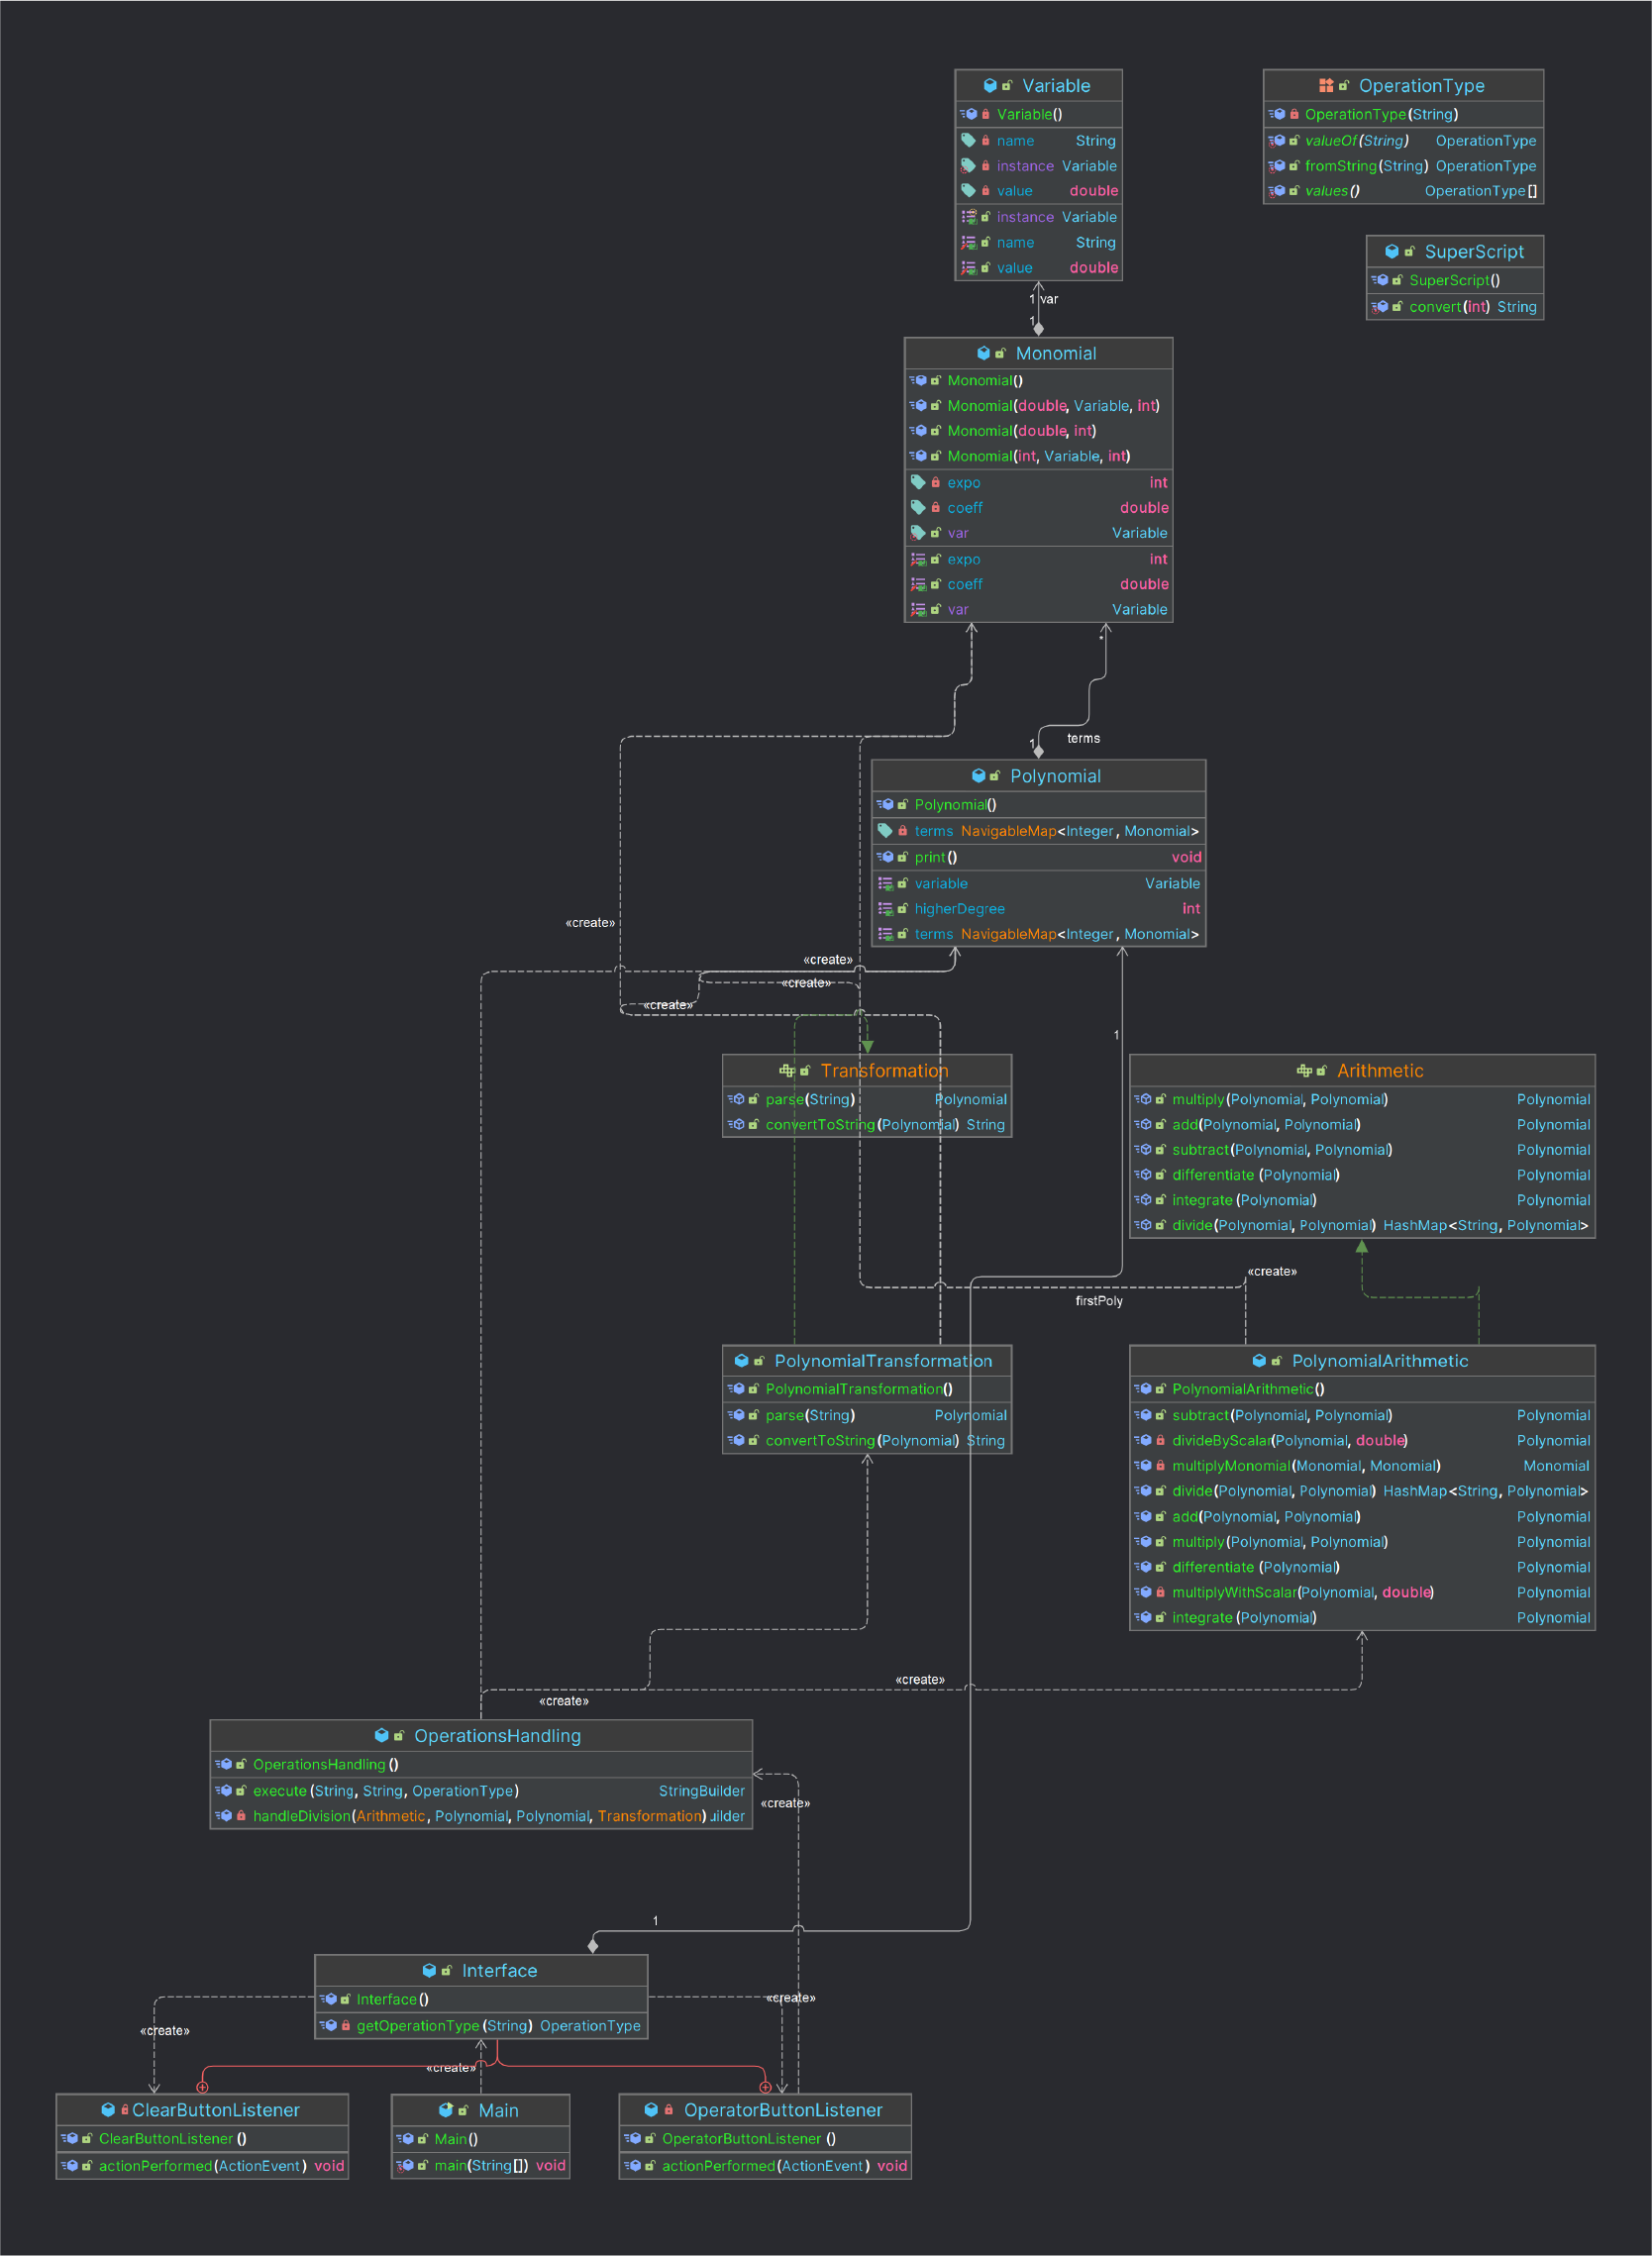 Variable
Variable()
name String
instance Variable
value double
instance Variable
name String
value double
OperationType
OperationType(String)
valueOf(String) OperationType
fromString(String) OperationType
values() OperationType[]
SuperScript
SuperScript()
convert(int) String
1 var
1
Monomial
Monomial()
Monomial(double, Variable, int)
Monomial(double, int)
Monomial(int, Variable, int)
expo int
coeff double
var Variable
expo int
coeff double
var Variable
*
1 terms
Polynomial
Polynomial()
terms NavigableMap<Integer, Monomial>
print() void
variable Variable
higherDegree int
terms NavigableMap<Integer, Monomial>
«create»
«create»
«create»
«create»
1
Transformation
parse(String) Polynomial
convertToString(Polynomial) String
Arithmetic
multiply(Polynomial, Polynomial) Polynomial
add(Polynomial, Polynomial) Polynomial
subtract(Polynomial, Polynomial) Polynomial
differentiate (Polynomial) Polynomial
integrate (Polynomial) Polynomial
divide(Polynomial, Polynomial) HashMap<String, Polynomial>
«create»
firstPoly
PolynomialTransformation
PolynomialTransformation()
parse(String) Polynomial
convertToString(Polynomial) String
PolynomialArithmetic
PolynomialArithmetic()
subtract(Polynomial, Polynomial) Polynomial
divideByScalar(Polynomial, double) Polynomial
multiplyMonomial(Monomial, Monomial) Monomial
divide(Polynomial, Polynomial) HashMap<String, Polynomial>
add(Polynomial, Polynomial) Polynomial
multiply(Polynomial, Polynomial) Polynomial
differentiate (Polynomial) Polynomial
multiplyWithScalar(Polynomial, double) Polynomial
integrate (Polynomial) Polynomial
«create»
«create»
OperationsHandling
OperationsHandling ()
execute (String, String, OperationType) StringBuilder
handleDivision(Arithmetic, Polynomial, Polynomial, Transformation) uilder
«create»
1
Interface
Interface ()
getOperationType (String) OperationType
«create»
«create»
«create»
ClearButtonListener
ClearButtonListener ()
actionPerformed(ActionEvent) void
Main
Main()
main(String[]) void
OperatorButtonListener
OperatorButtonListener ()
actionPerformed(ActionEvent) void